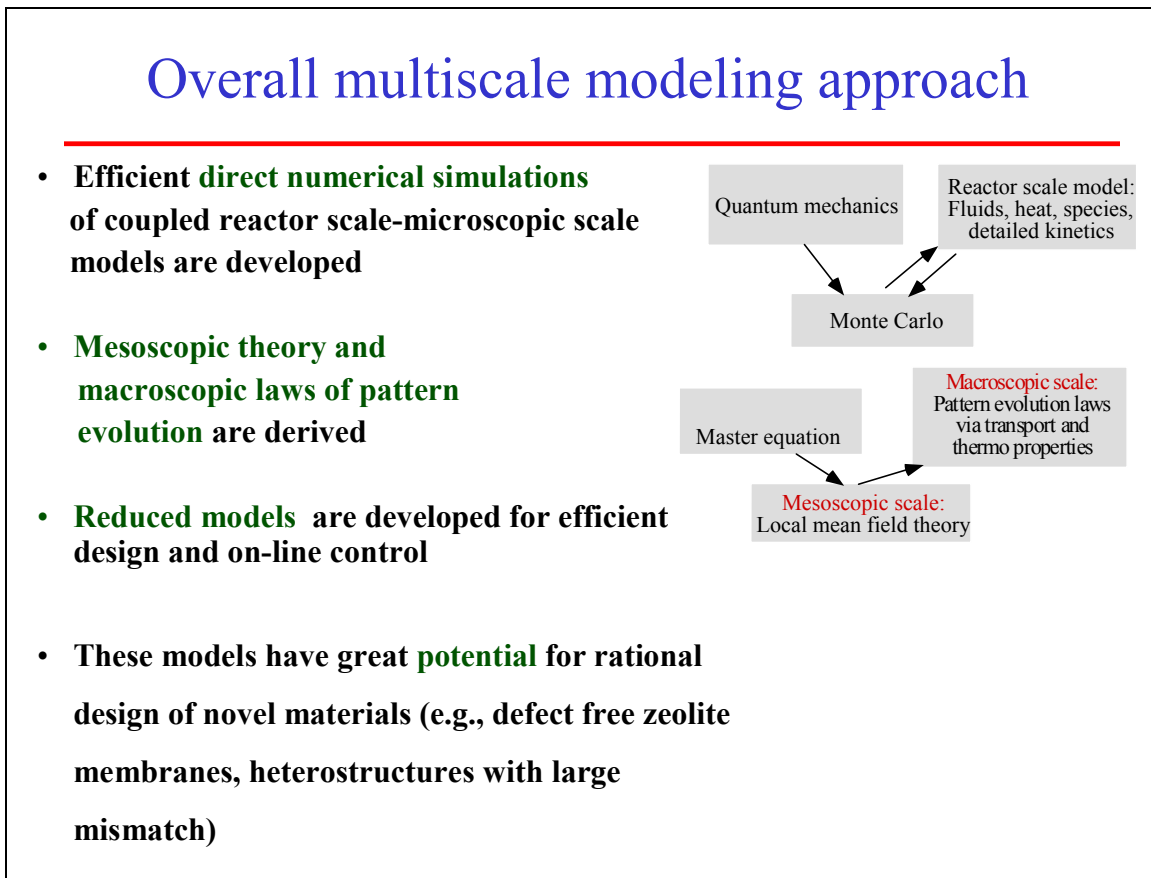 Overall multiscale modeling approach
• Efficient direct numerical simulations
of coupled reactor scale-microscopic scale
models are developed
• Mesoscopic theory and
macroscopic laws of pattern
evolution are derived
• Reduced models are developed for efficient
design and on-line control
• These models have great potential for rational
design of novel materials (e.g., defect free zeolite
membranes, heterostructures with large
mismatch)
Quantum mechanics
Reactor scale model:
Fluids, heat, species,
detailed kinetics
Monte Carlo
Master equation
Macroscopic scale:
Pattern evolution laws
via transport and
thermo properties
Mesoscopic scale:
Local mean field theory